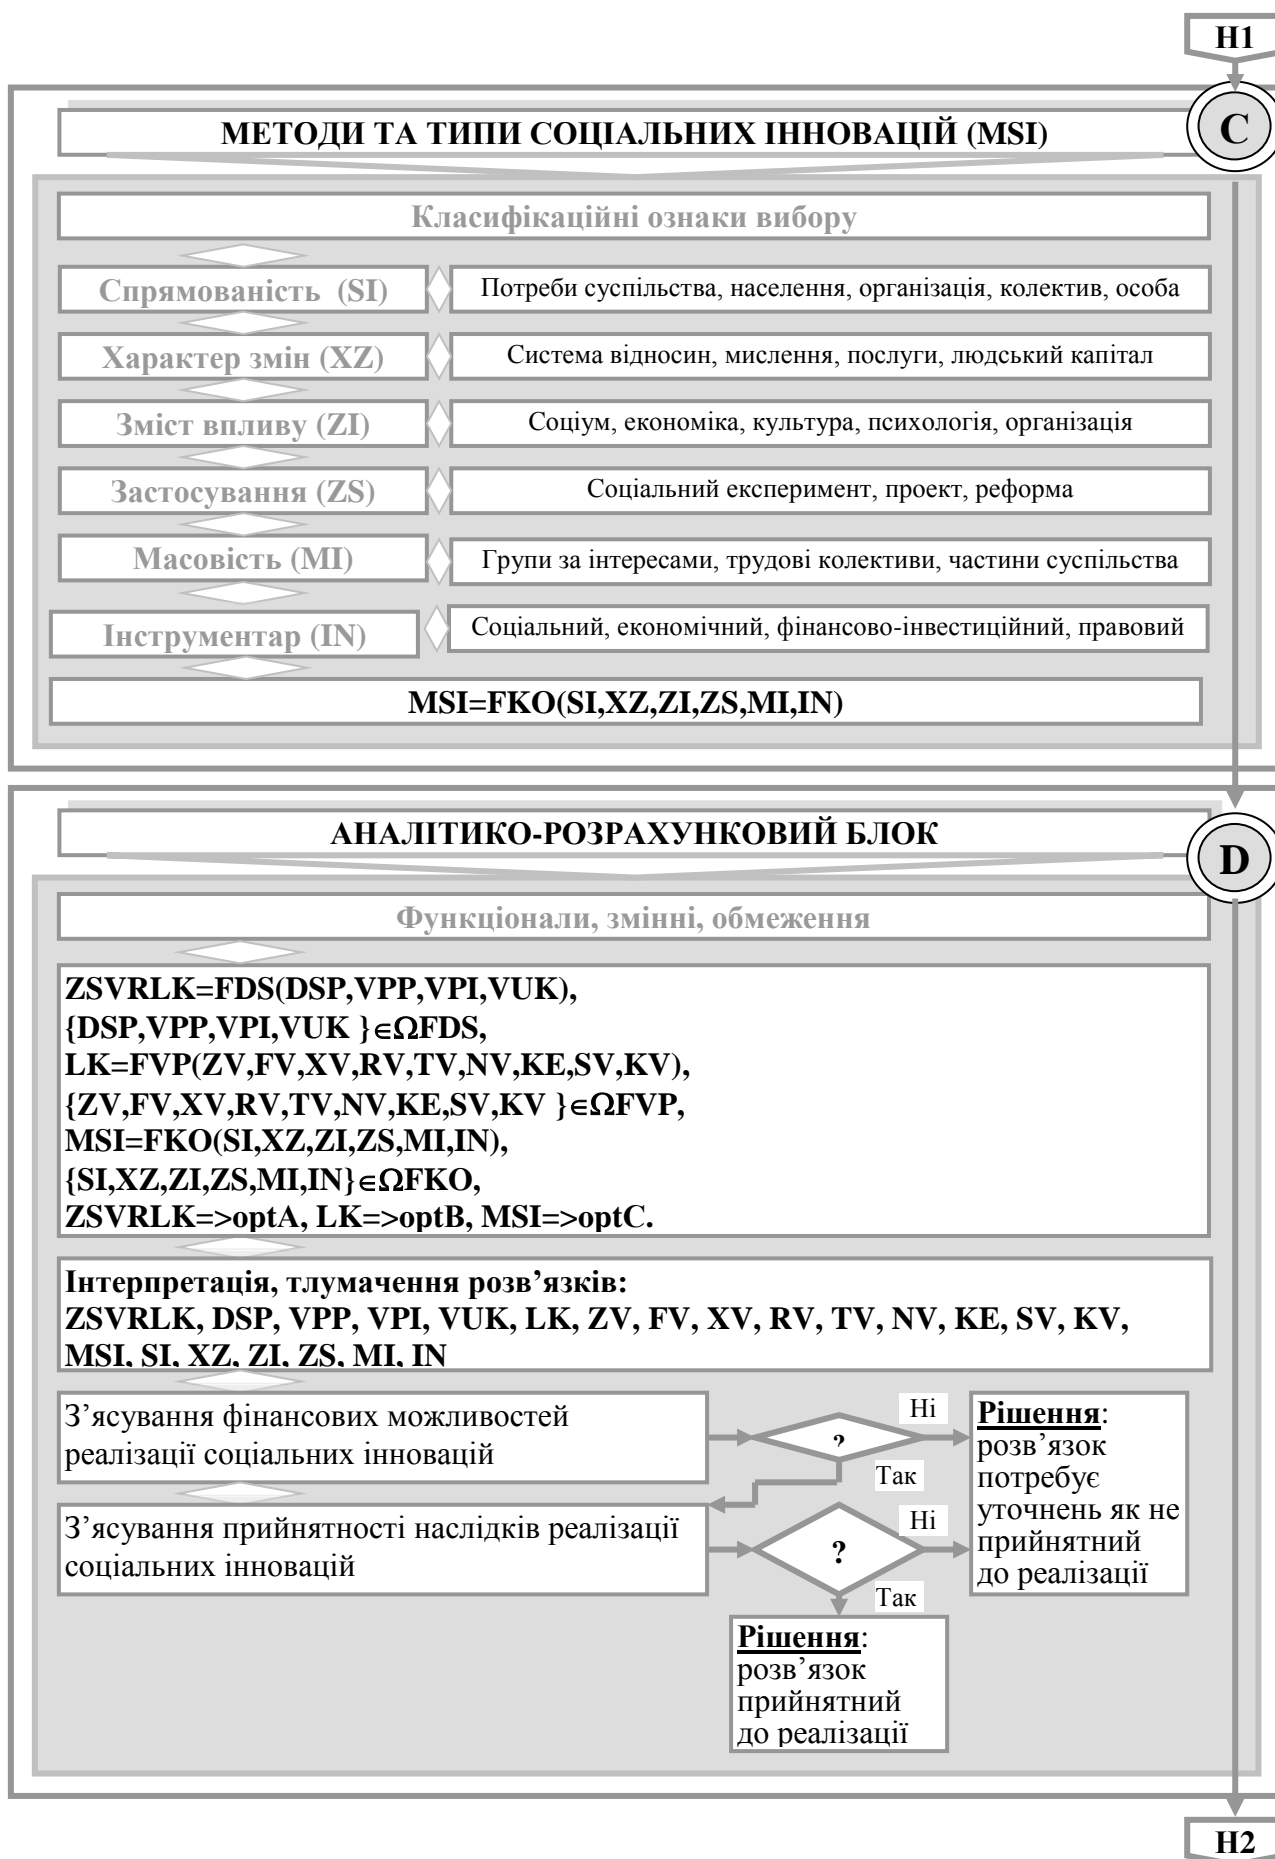 Н1
МЕТОДИ ТА ТИПИ СОЦІАЛЬНИХ ІННОВАЦІЙ (MSI)
C
Класифікаційні ознаки вибору
Спрямованість (SI)
Потреби суспільства, населення, організація, колектив, особа
Характер змін (XZ)
Система відносин, мислення, послуги, людський капітал
Зміст впливу (ZI)
Соціум, економіка, культура, психологія, організація
Застосування (ZS)
Соціальний експеримент, проект, реформа
Масовість (MI)
Групи за інтересами, трудові колективи, частини суспільства
Інструментар (IN)
Соціальний, економічний, фінансово-інвестиційний, правовий
MSI=FKO(SI,XZ,ZI,ZS,MI,IN)
АНАЛІТИКО-РОЗРАХУНКОВИЙ БЛОК
D
Функціонали, змінні, обмеження
ZSVRLK=FDS(DSP,VPP,VPI,VUK),
{DSP,VPP,VPI,VUK }∈ΩFDS,
LK=FVP(ZV,FV,XV,RV,TV,NV,KE,SV,KV),
{ZV,FV,XV,RV,TV,NV,KE,SV,KV }∈ΩFVP,
MSI=FKO(SI,XZ,ZI,ZS,MI,IN),
{SI,XZ,ZI,ZS,MI,IN}∈ΩFKO,
ZSVRLK=>optA, LK=>optB, MSI=>optC.
Інтерпретація, тлумачення розв’язків:
ZSVRLK, DSP, VPP, VPI, VUK, LK, ZV, FV, XV, RV, TV, NV, KE, SV, KV,
MSI, SI, XZ, ZI, ZS, MI, IN
З’ясування фінансових можливостей
реалізації соціальних інновацій
?
Ні
Так
З’ясування прийнятності наслідків реалізації
соціальних інновацій
?
Ні
Так
Рішення:
розв’язок
потребує
уточнень як не
прийнятний
до реалізації
Рішення:
розв’язок
прийнятний
до реалізації
Н2